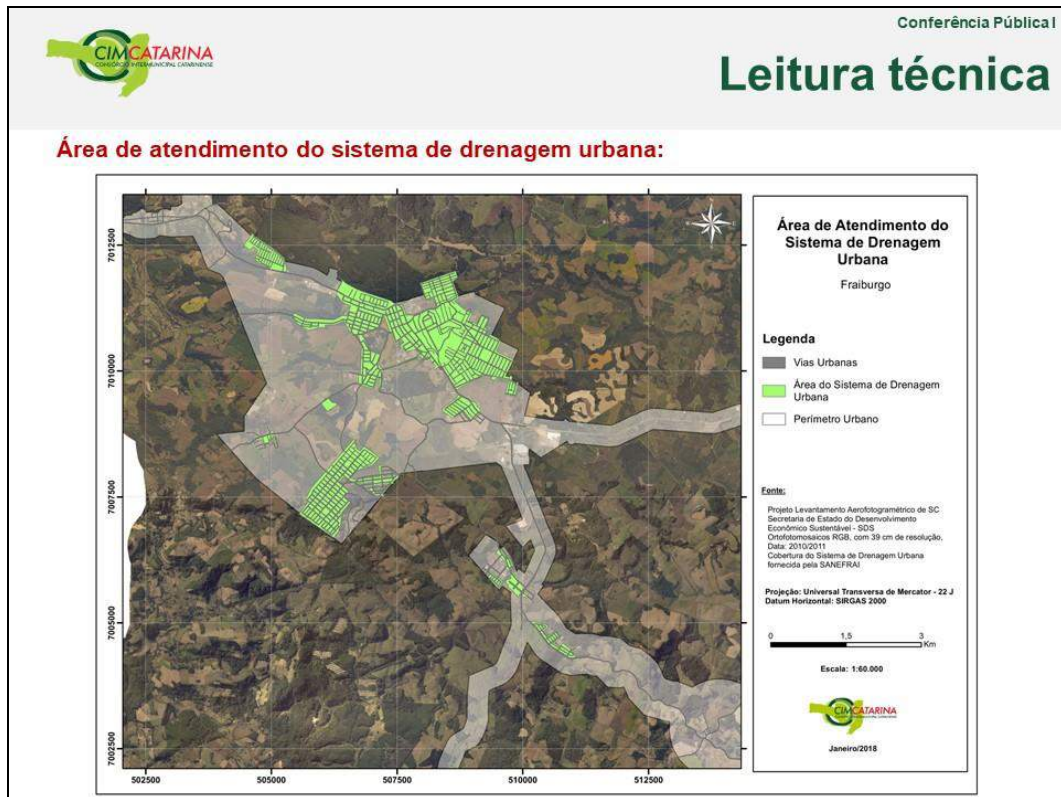 Conferência Pública I
CIMCATARINA
CONSÓRCIO INTERMUNICIPAL CATARINENSE
Leitura técnica
Área de atendimento do sistema de drenagem urbana:
7012500
7010000
7007500
7005000
7002500
502500
505000
507500
510000
512500
Área de Atendimento do
Sistema de Drenagem
Urbana
Fraiburgo
Legenda
Vias Urbanas
Área do Sistema de Drenagem
Urbana
Perímetro Urbano
Fonte:
Projeto Levantamento Aerofotogramétrico de SC
Secretaria de Estado do Desenvolvimento
Econômico Sustentável - SDS
Ortofotomosaicos RGB, com 39 cm de resolução,
Data: 2010/2011
Cobertura do Sistema de Drenagem Urbana
fornecida pela SANEFRAI
Projeção: Universal Transversa de Mercator - 22 J
Datum Horizontal: SIRGAS 2000
0 1,5 3
Km
Escala: 1:60.000
CIMCATARINA
Janeiro/2018